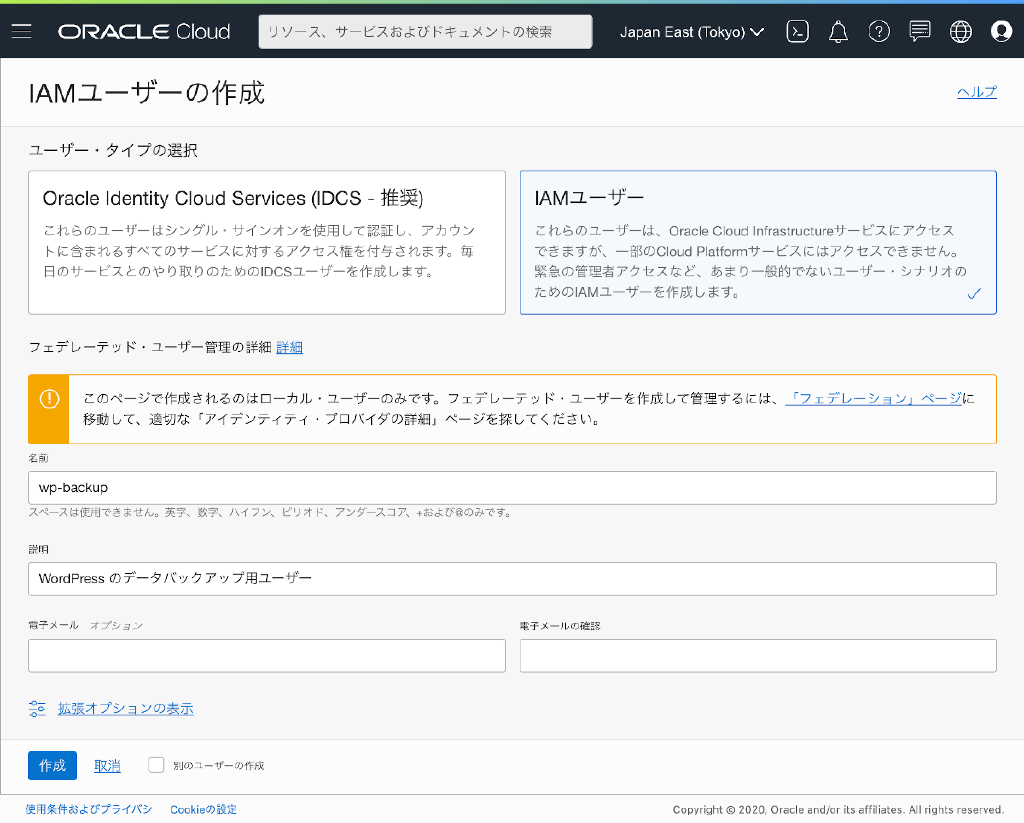 ORACLE Cloud
リソース、サービスおよびドキュメントの検索
Japan East (Tokyo)
IAMユーザーの作成
ヘルプ
ユーザー・タイプの選択
Oracle Identity Cloud Services (IDCS - 推奨)
これらのユーザーはシングル・サインオンを使用して認証し、アカウン
トに含まれるすべてのサービスに対するアクセス権を付与されます。毎
日のサービスとのやり取りのためのIDCSユーザーを作成します。
IAMユーザー
これらのユーザーは、Oracle Cloud Infrastructureサービスにアクセス
できますが、一部のCloud Platformサービスにはアクセスできません。
緊急の管理者アクセスなど、あまり一般的でないユーザー・シナリオの
ためのIAMユーザーを作成します。
フェデレーテッド・ユーザー管理の詳細 詳細
このページで作成されるのはローカル・ユーザーのみです。フェデレーテッド・ユーザーを作成して管理するには、「フェデレーション」ページに
移動して、適切な「アイデンティティ・プロバイダの詳細」ページを探してください。
名前
wp-backup
スペースは使用できません。英字、数字、ハイフン、ピリオド、アンダースコア、+および@のみです。
説明
WordPress のデータバックアップ用ユーザー
電子メール オプション
電子メールの確認
拡張オプションの表示
作成 取消 別のユーザーの作成
使用条件およびプライバシ Cookieの設定
Copyright © 2020, Oracle and/or its affiliates. All rights reserved.